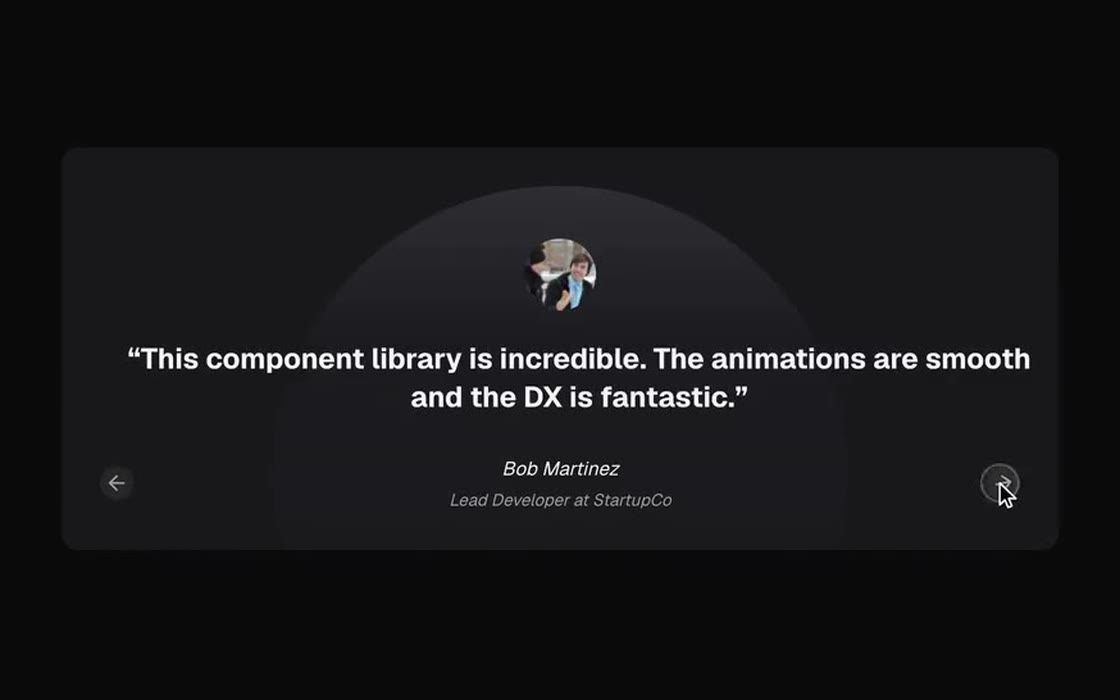 “This component library is incredible. The animations are smooth
and the DX is fantastic.”
Bob Martinez
Lead Developer at StartupCo